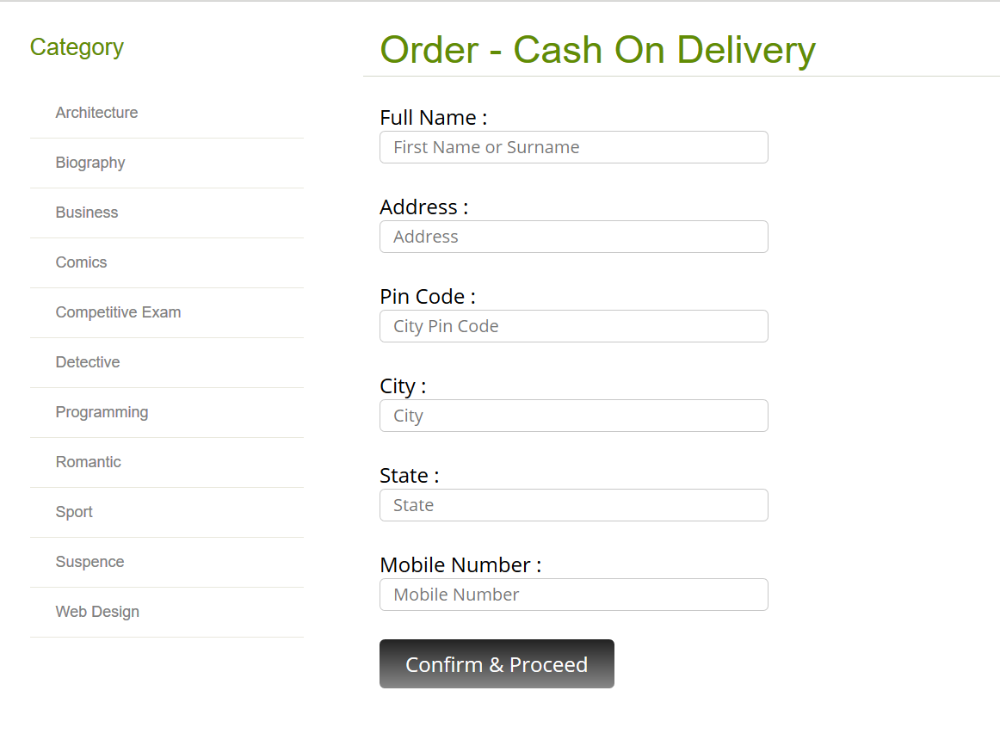 Category
Architecture
Biography
Business
Comics
Competitive Exam
Detective
Programming
Romantic
Sport
Suspence
Web Design
Order - Cash On Delivery
Full Name :
First Name or Surname
Address :
Address
Pin Code :
City Pin Code
City :
City
State :
State
Mobile Number :
Mobile Number
Confirm & Proceed